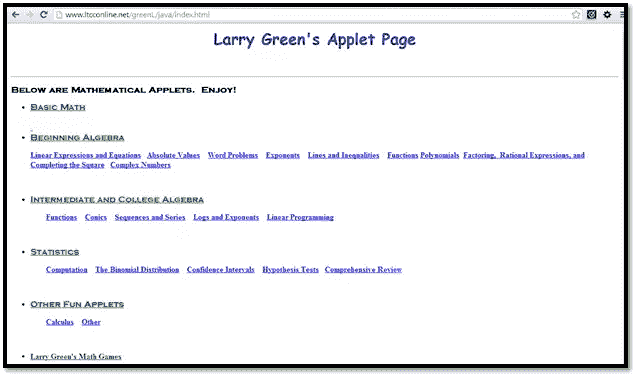 www.ltcconline.net/greenL/java/index.html
Larry Green's Applet Page
Below are Mathematical Applets. Enjoy!
• Basic Math
• Beginning Algebra
Linear Expressions and Equations Absolute Values Word Problems Exponents Lines and Inequalities Functions Polynomials Factoring, Rational Expressions, and
Completing the Square Complex Numbers
• Intermediate and College Algebra
Functions Conics Sequences and Series Logs and Exponents Linear Programming
• Statistics
Computation The Binomial Distribution Confidence Intervals Hypothesis Tests Comprehensive Review
• Other Fun Applets
Calculus Other
• Larry Green's Math Games